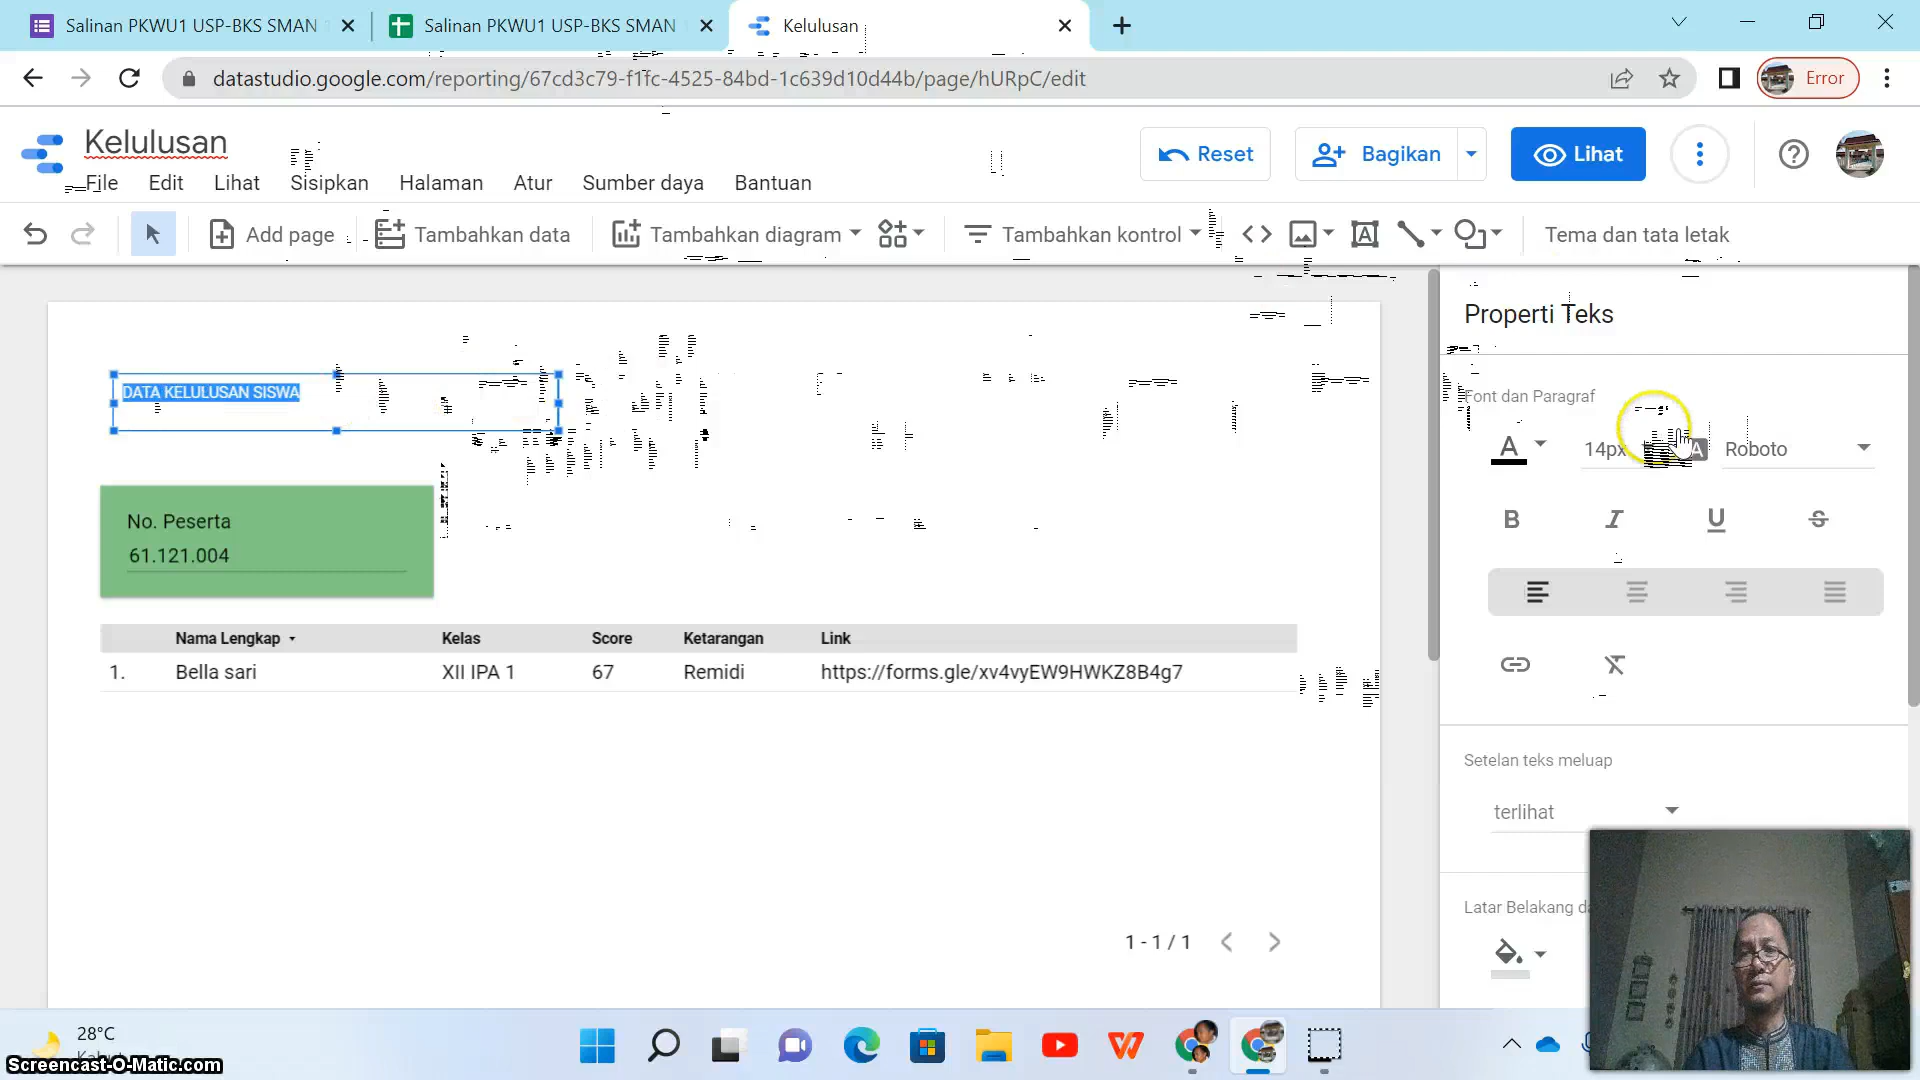 Salinan PKWU1 USP-BKS SMAN
Salinan PKWU1 USP-BKS SMAN
Kelulusan
datastudio.google.com/reporting/67cd3c79-f1fc-4525-84bd-1c639d10d44b/page/hURpC/edit
Error
Kelulusan
Reset
Bagikan
Lihat
File Edit Lihat Sisipkan Halaman Atur Sumber daya Bantuan
Add page
Tambahkan data
Tambahkan diagram
Tambahkan kontrol
Tema dan tata letak
Properti Teks
DATA KELULUSAN SISWA
Font dan Paragraf
A
14px
A
Roboto
B I U S
No. Peserta
61.121.004
Nama Lengkap Kelas Score Ketarangan Link
1. Bella sari XII IPA 1 67 Remidi https://forms.gle/xv4vyEW9HWKZ8B4g7
Setelan teks meluap
terlihat
Latar Belakang
1 - 1 / 1
28°C
Screencast-O-Matic.com